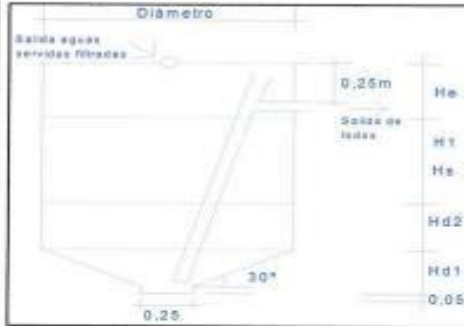 Diámetro
Salida aguas
servidas filtradas
0,25m
He
Salida de
lodos
H1
Hs
Hd2
30°
Hd1
0,05
0,25